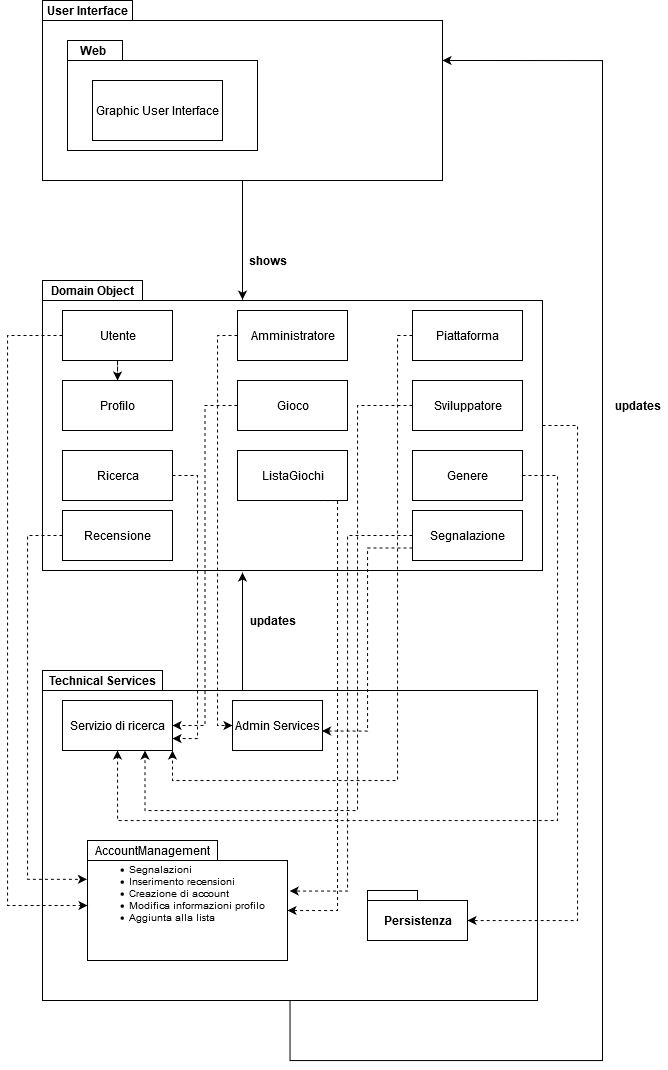 User Interface
Web
Graphic User Interface
shows
Domain Object
Utente
Amministratore
Piattaforma
Profilo
Gioco
Sviluppatore
updates
Ricerca
ListaGiochi
Genere
Recensione
Segnalazione
updates
Technical Services
Servizio di ricerca
Admin Services
AccountManagement
• Segnalazioni
• Inserimento recensioni
• Creazione di account
• Modifica informazioni profilo
• Aggiunta alla lista
Persistenza